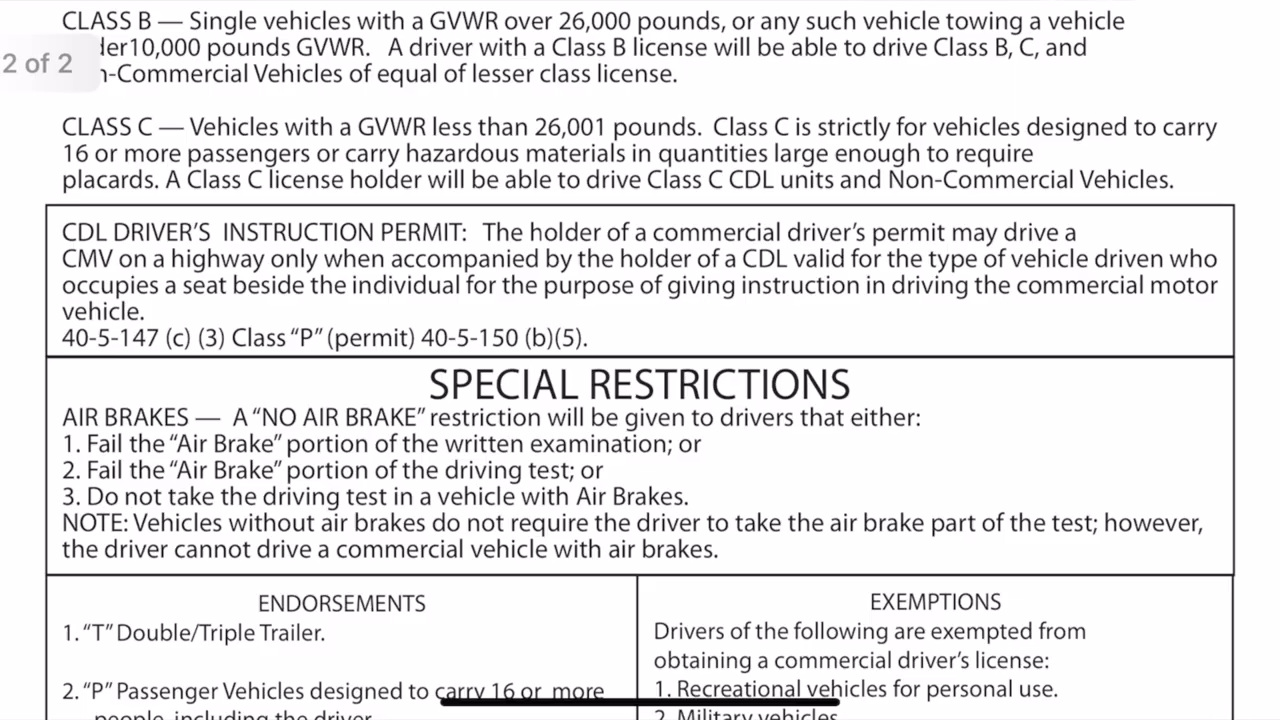 CLASS B — Single vehicles with a GVWR over 26,000 pounds, or any such vehicle towing a vehicle
der10,000 pounds GVWR. A driver with a Class B license will be able to drive Class B, C, and
2 of 2
n-Commercial Vehicles of equal of lesser class license.
CLASS C — Vehicles with a GVWR less than 26,001 pounds. Class C is strictly for vehicles designed to carry
16 or more passengers or carry hazardous materials in quantities large enough to require
placards. A Class C license holder will be able to drive Class C CDL units and Non-Commercial Vehicles.
CDL DRIVER'S INSTRUCTION PERMIT: The holder of a commercial driver's permit may drive a
CMV on a highway only when accompanied by the holder of a CDL valid for the type of vehicle driven who
occupies a seat beside the individual for the purpose of giving instruction in driving the commercial motor
vehicle.
40-5-147 (c) (3) Class "P" (permit) 40-5-150 (b)(5).
SPECIAL RESTRICTIONS
AIR BRAKES — A "NO AIR BRAKE" restriction will be given to drivers that either:
1. Fail the "Air Brake" portion of the written examination; or
2. Fail the "Air Brake" portion of the driving test; or
3. Do not take the driving test in a vehicle with Air Brakes.
NOTE: Vehicles without air brakes do not require the driver to take the air brake part of the test; however,
the driver cannot drive a commercial vehicle with air brakes.
ENDORSEMENTS
1. "T" Double/Triple Trailer.
2. "P" Passenger Vehicles designed to carry 16 or more
people, including the driver
EXEMPTIONS
Drivers of the following are exempted from
obtaining a commercial driver's license:
1. Recreational vehicles for personal use.
2. Military vehicles